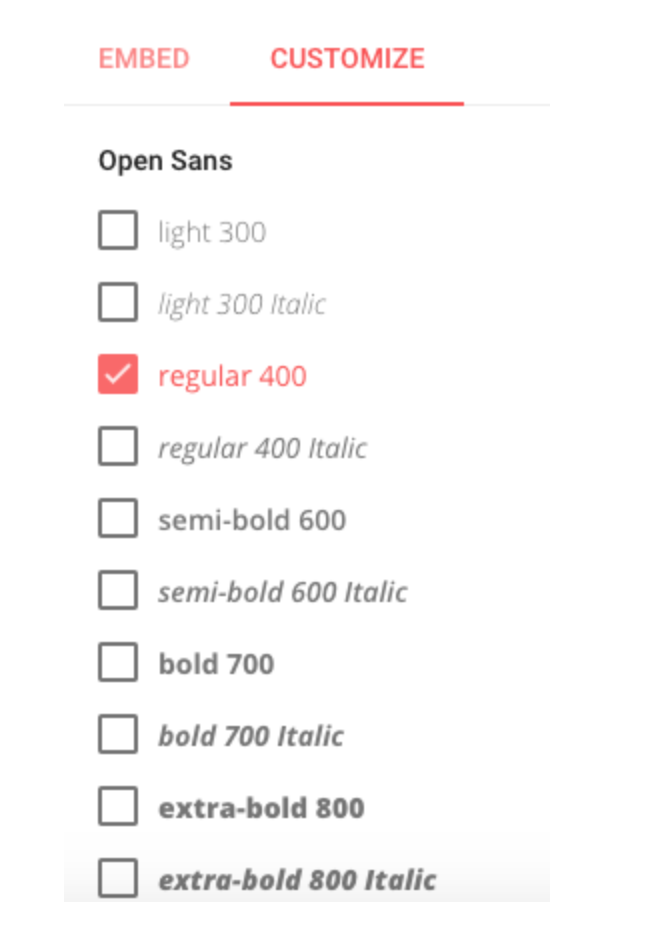 EMBED CUSTOMIZE
Open Sans
light 300
light 300 Italic
regular 400
regular 400 Italic
semi-bold 600
semi-bold 600 Italic
bold 700
bold 700 Italic
extra-bold 800
extra-bold 800 Italic